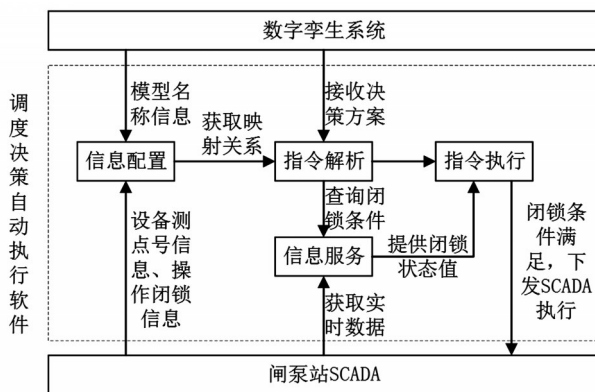 数字孪生系统
调度决策自动执行软件
模型名
称信息
接收决
策方案
获取映
射关系
信息配置
指令解析
指令执行
查询闭
锁条件
设备测
点号信
息、操
作闭锁
信息
信息服务
提供闭锁
状态值
闭锁条
件满
足，下
发SCADA
执行
获取实
时数据
闸泵站SCADA